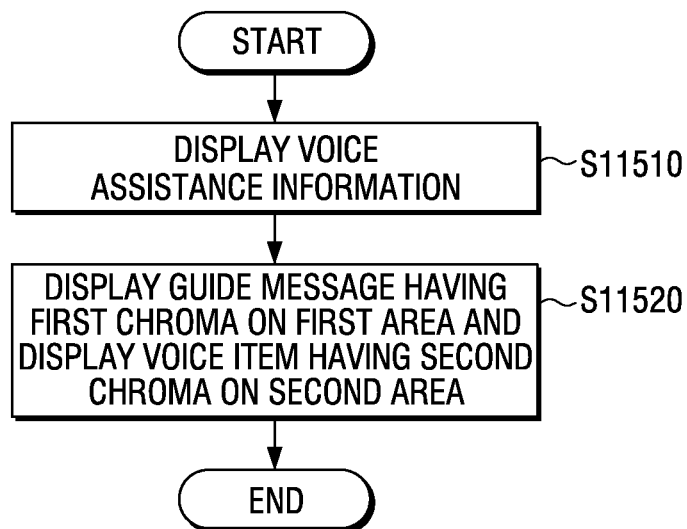 START
DISPLAY VOICE
ASSISTANCE INFORMATION
S11510
DISPLAY GUIDE MESSAGE HAVING
FIRST CHROMA ON FIRST AREA AND
DISPLAY VOICE ITEM HAVING SECOND
CHROMA ON SECOND AREA
S11520
END